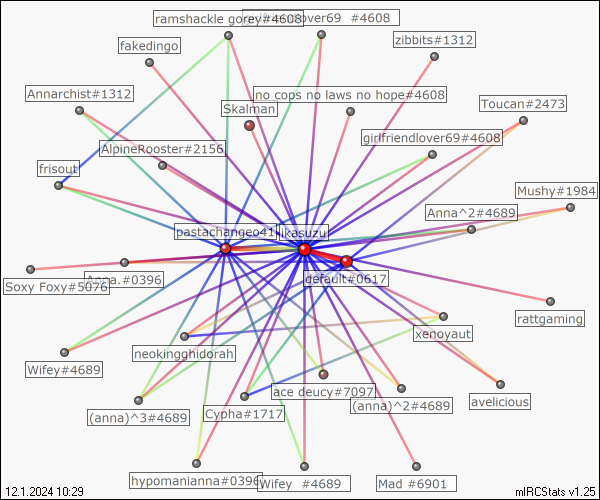 ramshackle gorey#4608
lover69 #4608
fakedingo
zibbits#1312
Annarchist#1312
no cops no laws no hope#4608
Skalman
Toucan#2473
girlfriendlover69#4608
AlpineRooster#2156
frisout
Mushy#1984
Anna^2#4689
pastachangeo41
likasuzu
Anna.#0396
Soxy Foxy#5076
default#0617
rattgaming
xenoyaut
neokingghidorah
Wifey#4689
ace deucy#7097
avelicious
(anna)^2#4689
(anna)^3#4689
Cypha#1717
hypomanianna#0396
Wifey #4689
Mad #6901
12.1.2024 10:29
mIRCStats v1.25